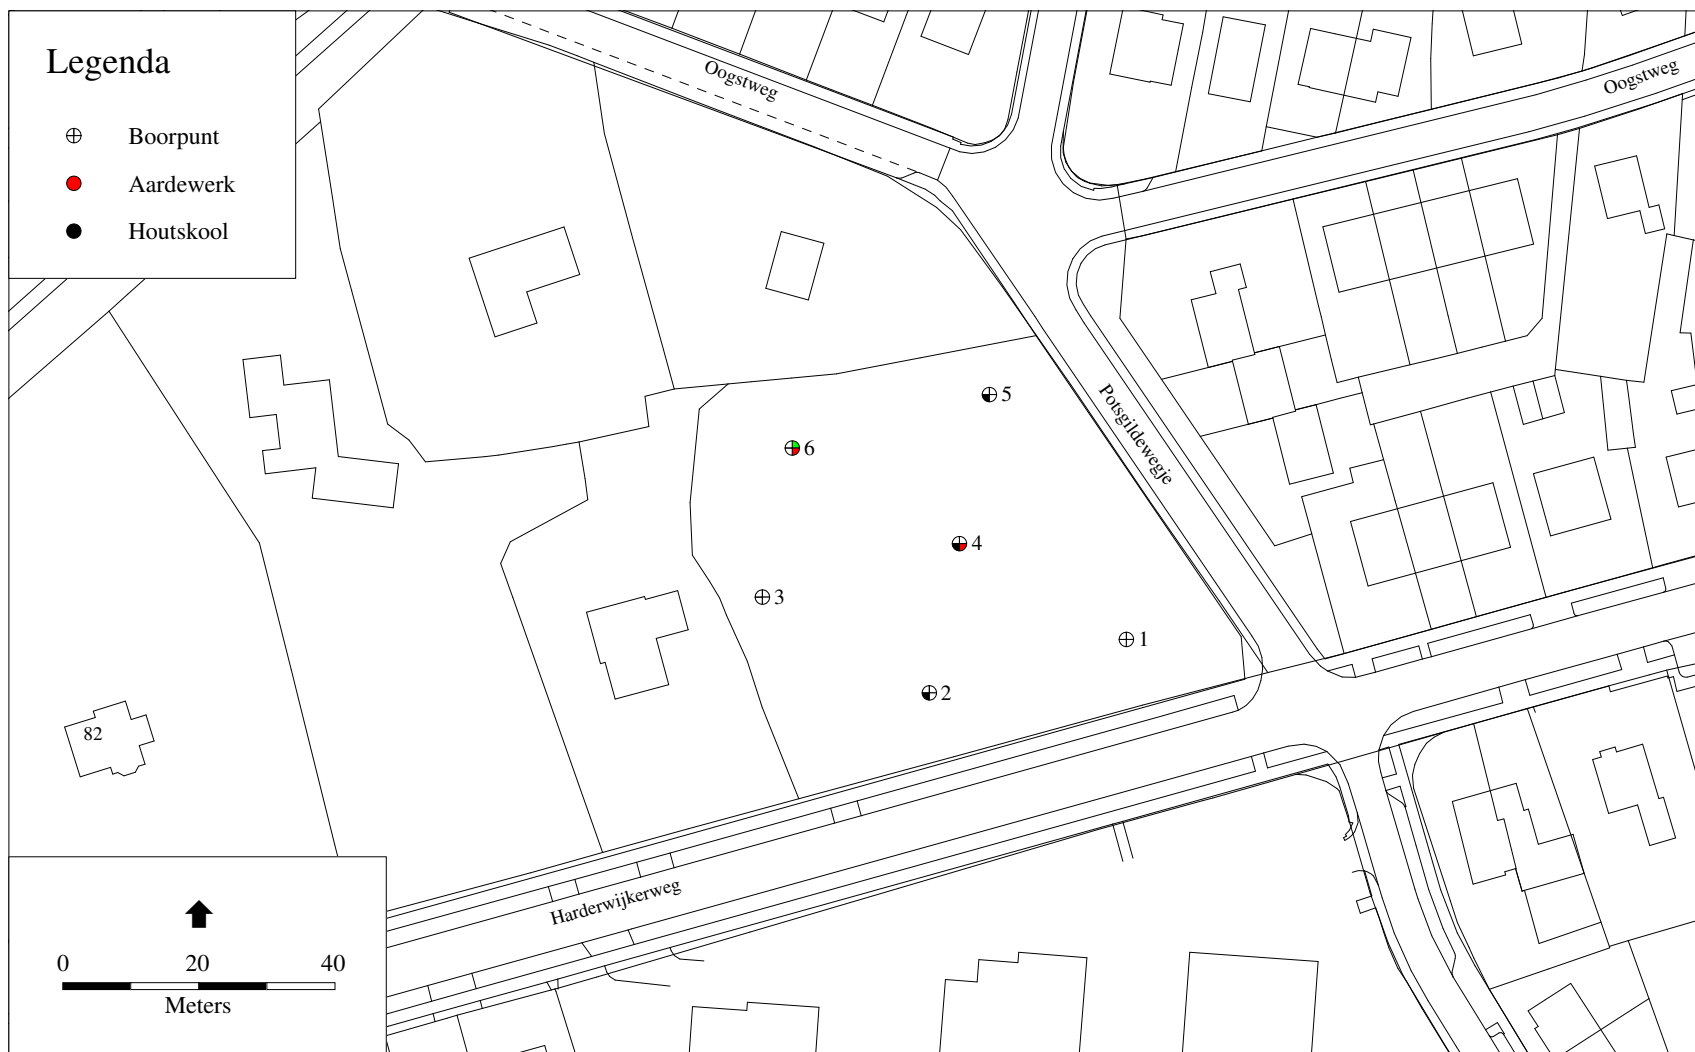 Legenda
Boorpunt
Aardewerk
Houtskool
Oogstweg
Oogstweg
Potsgildewegje
5
6
4
3
1
2
82
Harderwijkerweg
0 20 40
Meters